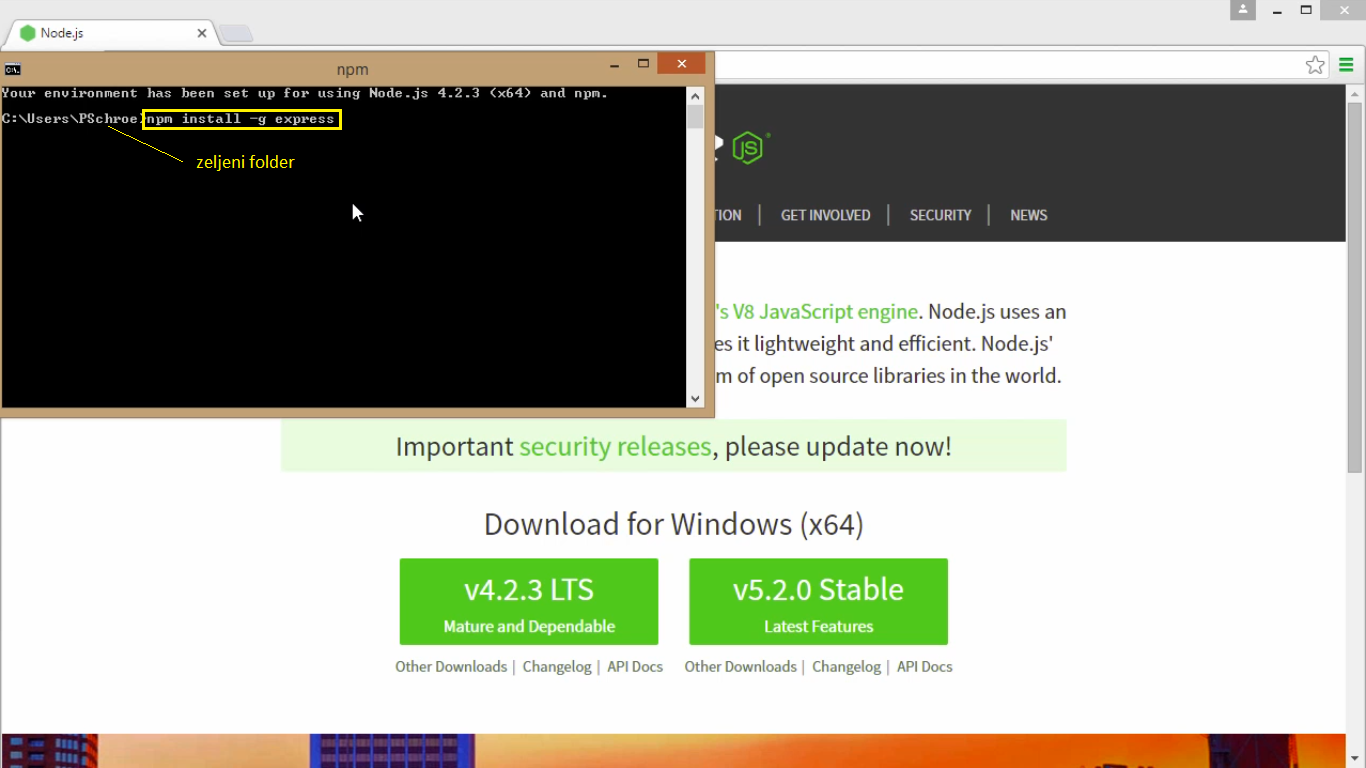 Node.js
npm
Your environment has been set up for using Node.js 4.2.3 (x64) and npm.
C:\Users\PSchroe>npm install -g express
zeljeni folder
JS
GET INVOLVED | SECURITY | NEWS
's V8 JavaScript engine. Node.js uses an
it lightweight and efficient. Node.js'
of open source libraries in the world.
Important security releases, please update now!
Download for Windows (x64)
v4.2.3 LTS
Mature and Dependable
v5.2.0 Stable
Latest Features
Other Downloads | Changelog | API Docs
Other Downloads | Changelog | API Docs